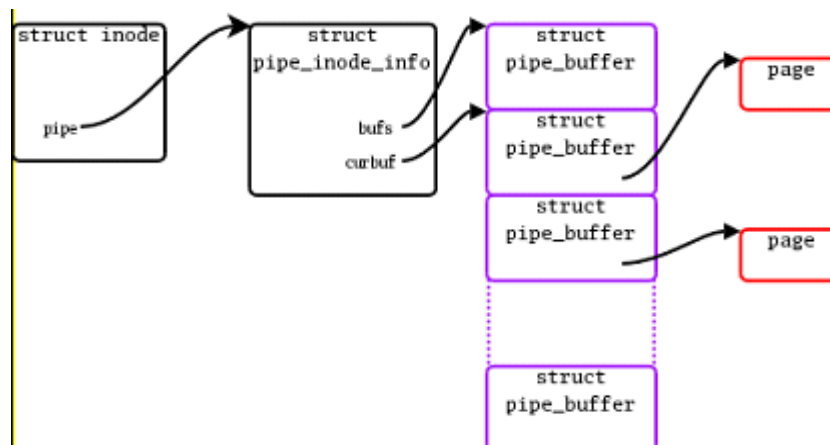 struct inode
pipe
struct
pipe_inode_info
bufs
curbuf
struct
pipe_buffer
struct
pipe_buffer
struct
pipe_buffer
struct
pipe_buffer
page
page